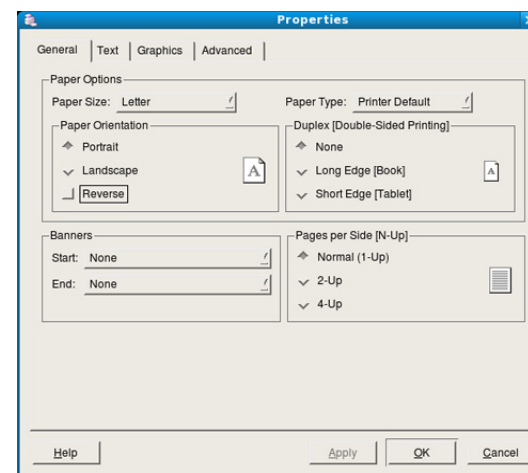 Properties
General Text Graphics Advanced
Paper Options
Paper Size: Letter Paper Type: Printer Default
Paper Orientation
Portrait
Landscape
Reverse
A
Duplex [Double-Sided Printing]
None
Long Edge [Book]
Short Edge [Tablet]
A
Banners
Start: None
End: None
Pages per Side [N-Up]
Normal (1-Up)
2-Up
4-Up
Help Apply OK Cancel